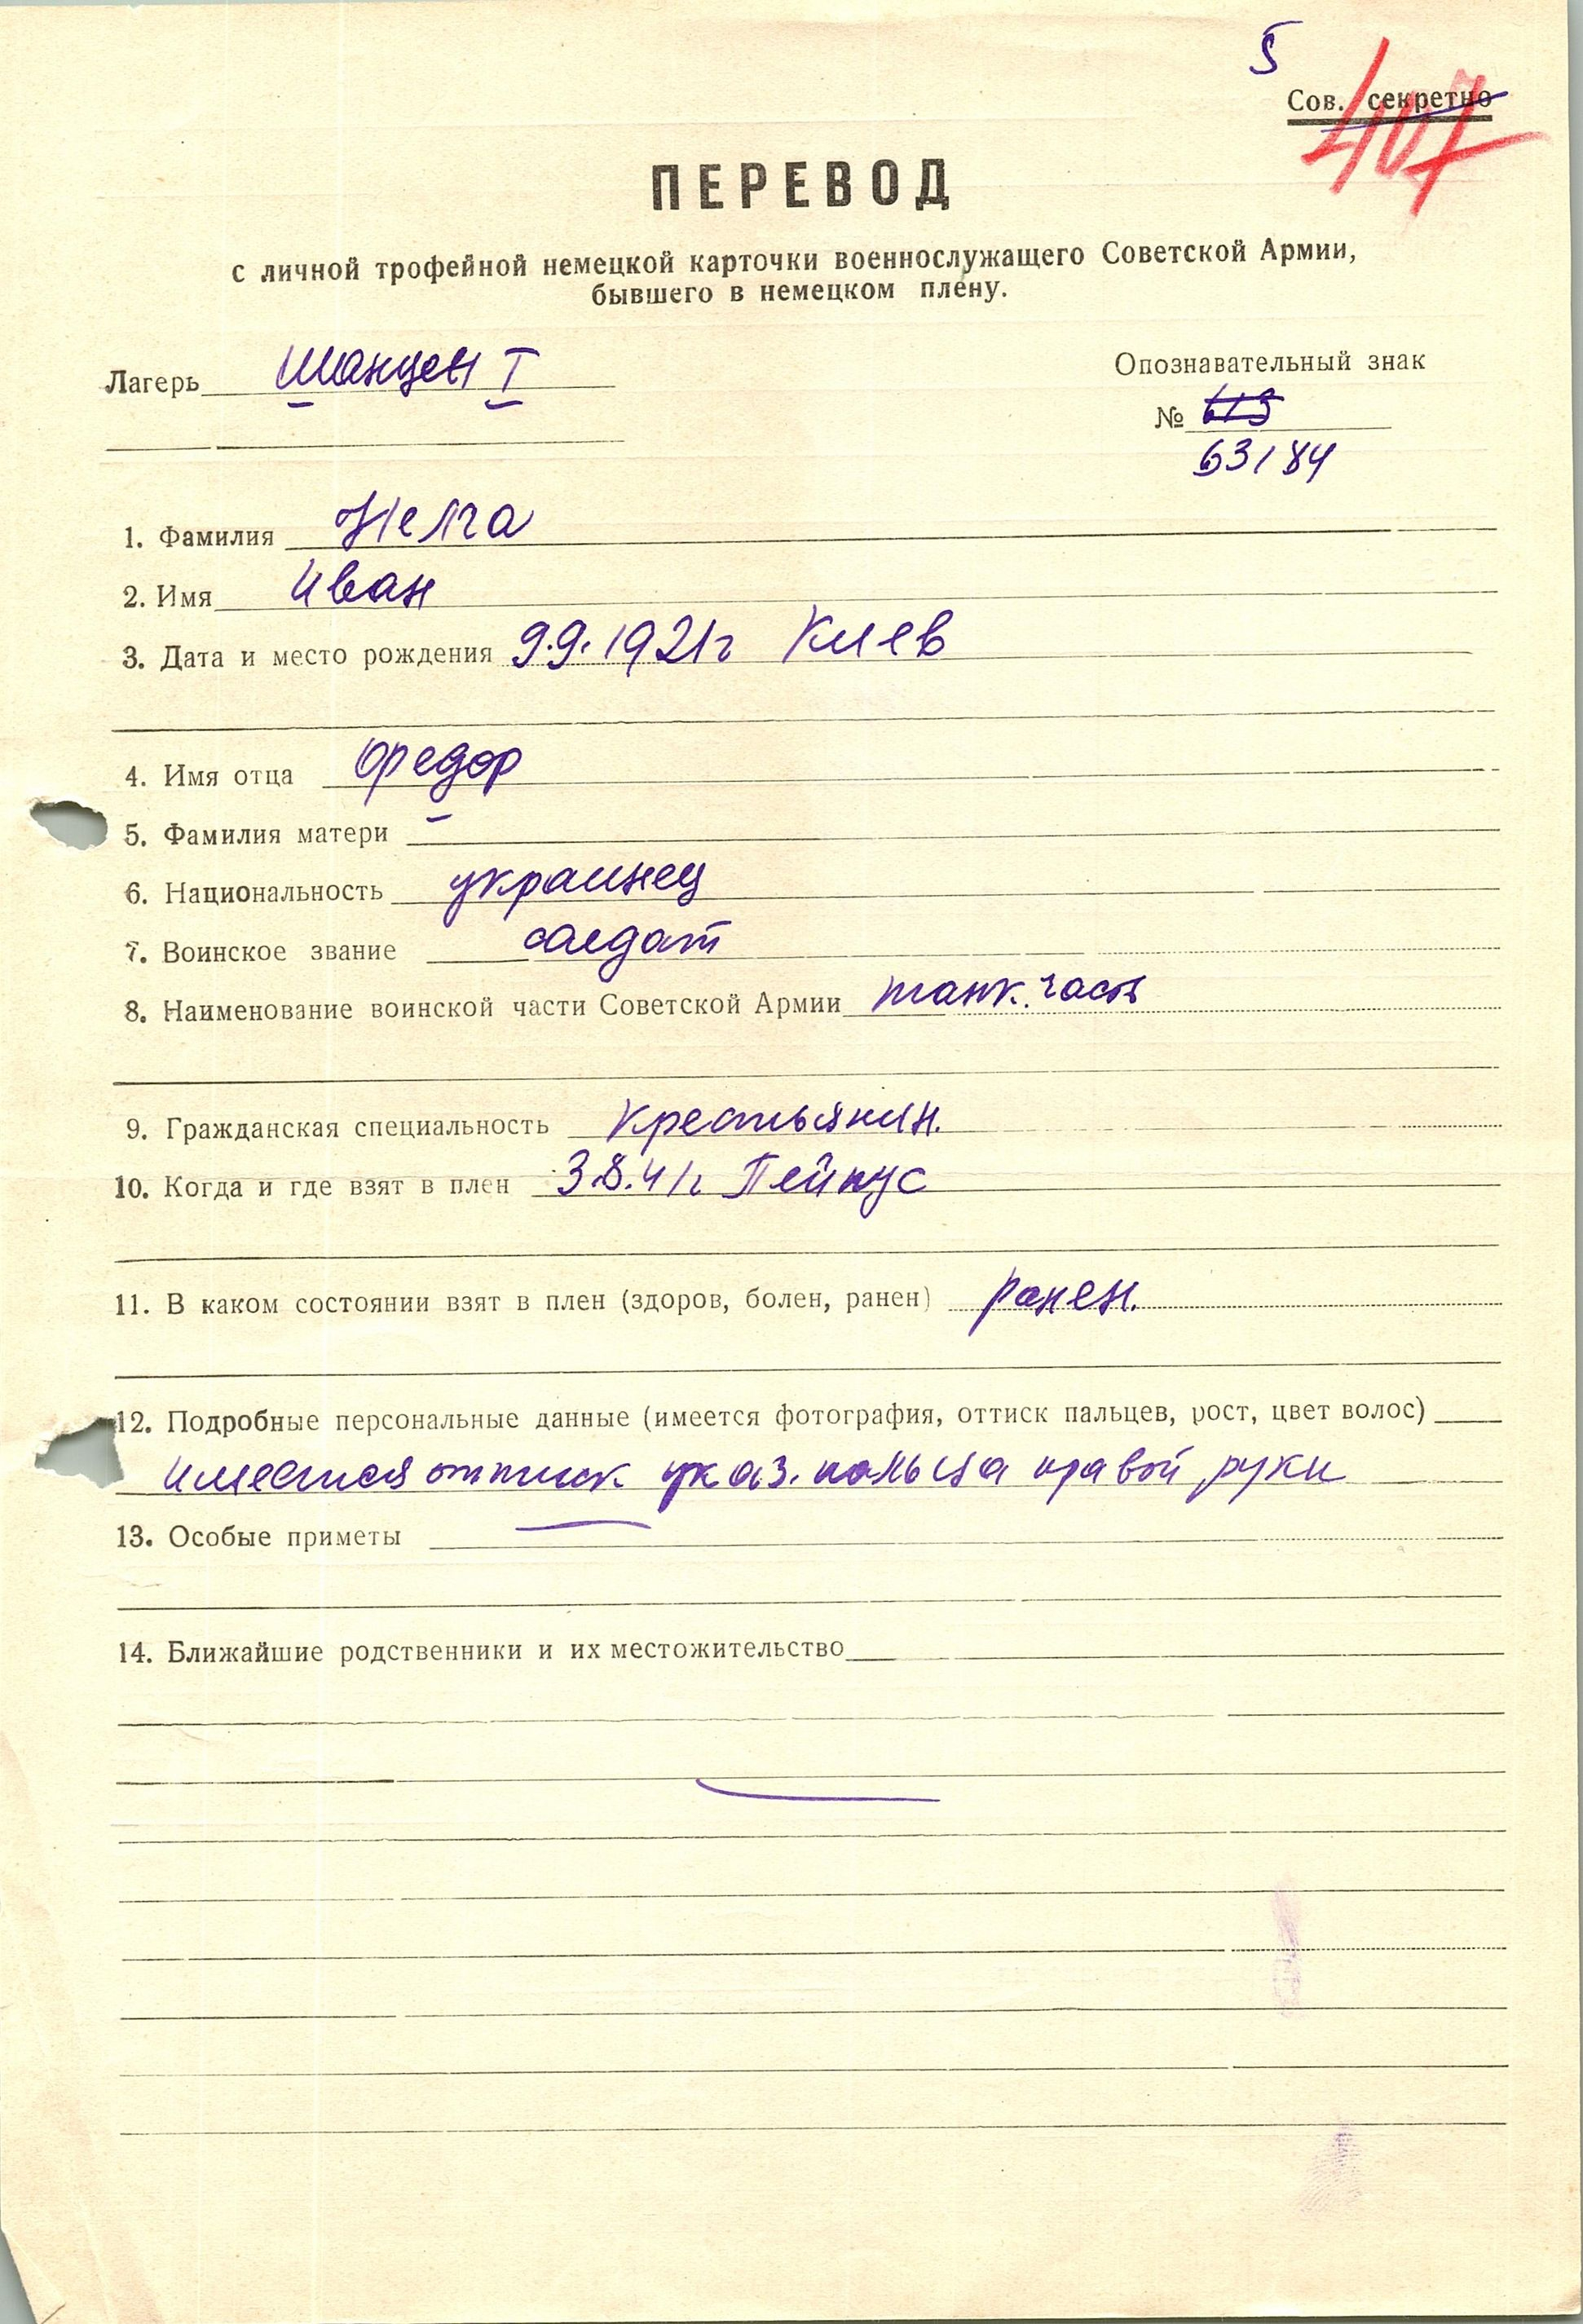 5
Сов. секретно
407
ПЕРЕВОД
с личной трофейной немецкой карточки военнослужащего Советской Армии,
бывшего в немецком плену.
Лагерь Шанцен I
Опознавательный знак
№ 613
63184
1. Фамилия Нелга
2. Имя Иван
3. Дата и место рождения 9.9.1921г Киев
4. Имя отца Федор
5. Фамилия матери –
6. Национальность украинец
7. Воинское звание солдат
8. Наименование воинской части Советской Армии танк. часть
9. Гражданская специальность крестьянин.
10. Когда и где взят в плен 3.8.41г Пейпус
11. В каком состоянии взят в плен (здоров, болен, ранен) ранен.
12. Подробные персональные данные (имеется фотография, оттиск пальцев, рост, цвет волос)
имеется оттиск указ. пальца правой руки
13. Особые приметы
14. Ближайшие родственники и их местожительство